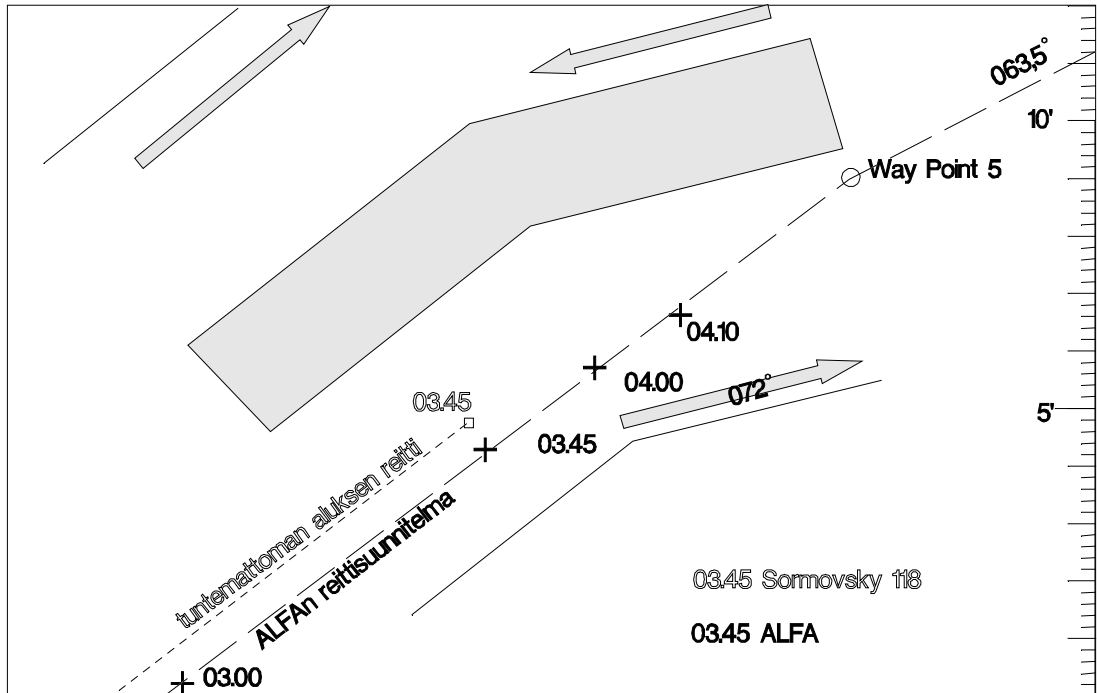 063,5°
10'
Way Point 5
04.10
04.00
072°
03.45
5'
03.45
tuntemattoman aluksen reitti
ALFAn reittisuunnitelma
03.45 Sormovsky 118
03.45 ALFA
03.00